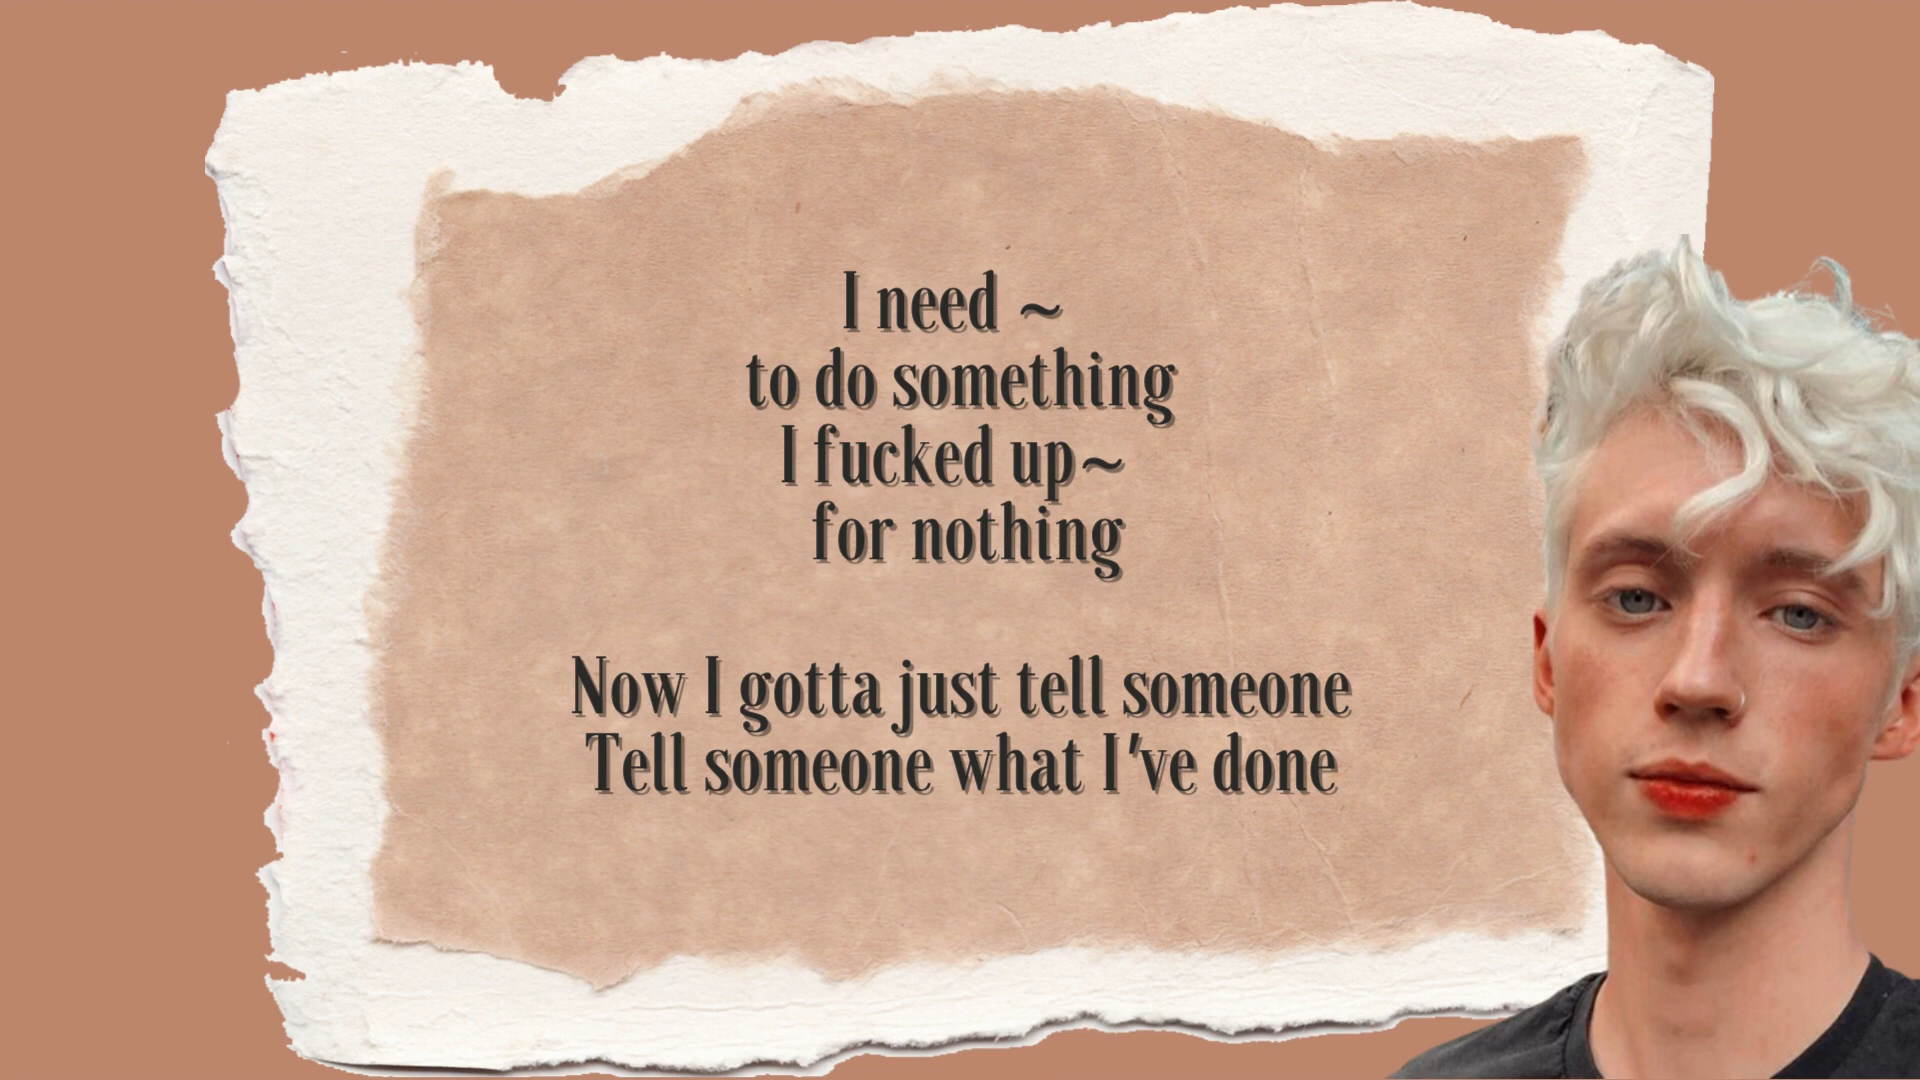 I need ~
to do something
I fucked up~
for nothing
Now I gotta just tell someone
Tell someone what I've done